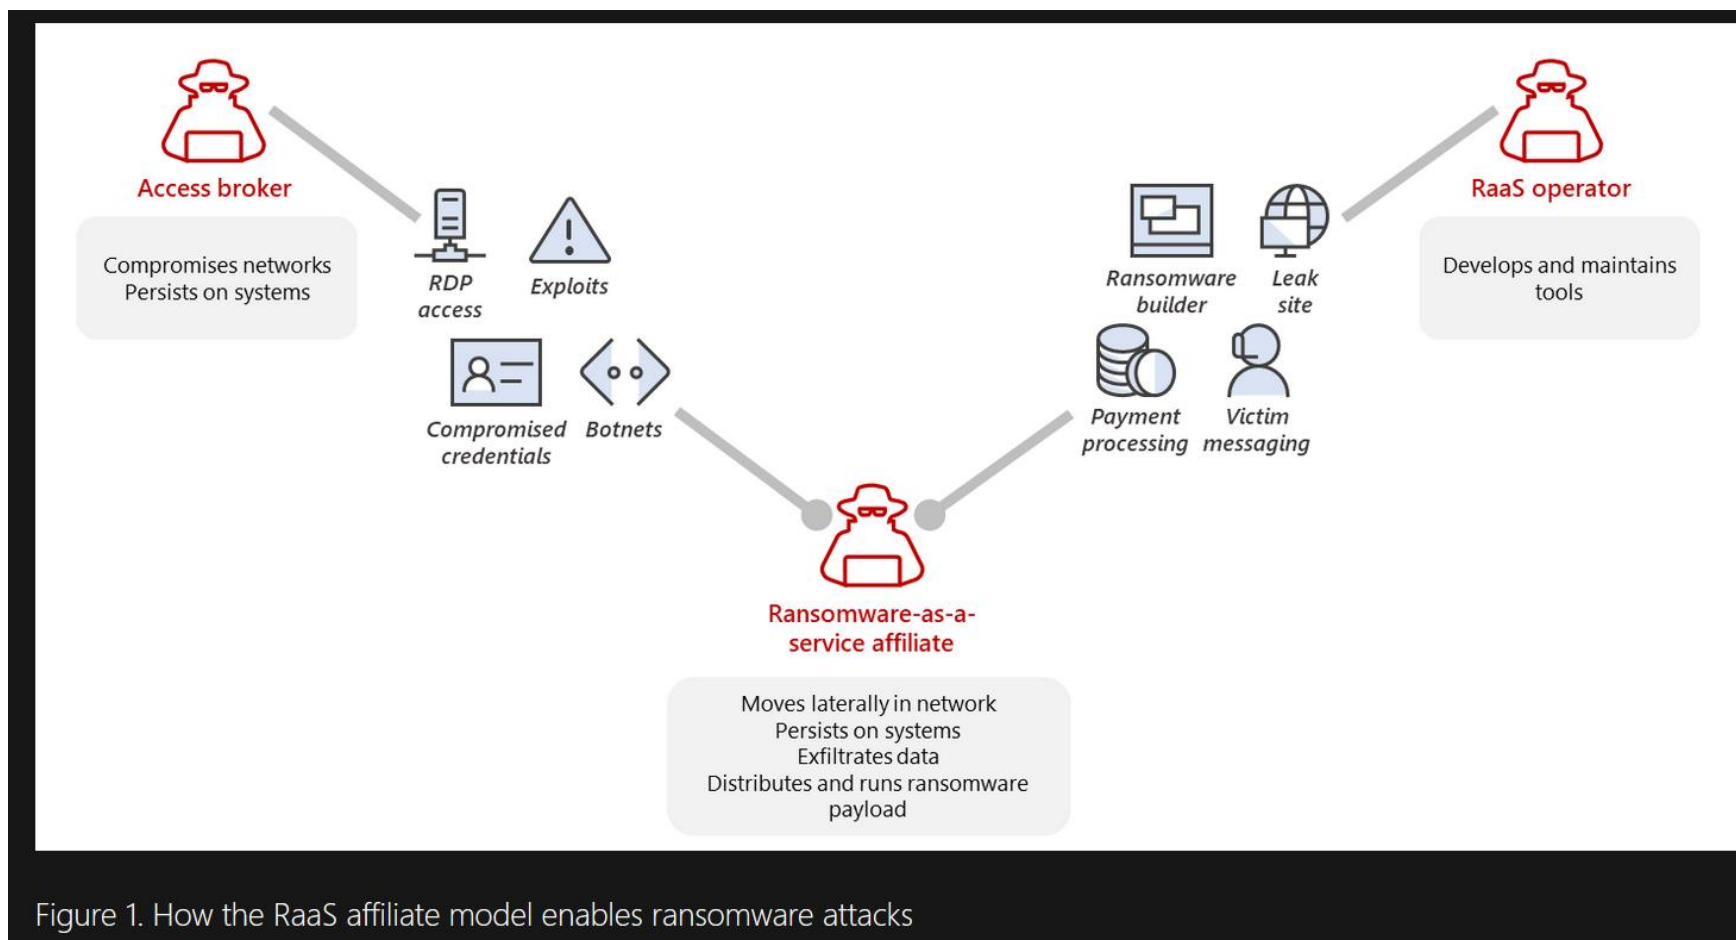 Access broker
Compromises networks
Persists on systems
RDP
access
Exploits
Compromised
credentials
Botnets
Ransomware
builder
Leak
site
Payment
processing
Victim
messaging
RaaS operator
Develops and maintains
tools
Ransomware-as-a-
service affiliate
Moves laterally in network
Persists on systems
Exfiltrates data
Distributes and runs ransomware
payload
Figure 1. How the RaaS affiliate model enables ransomware attacks